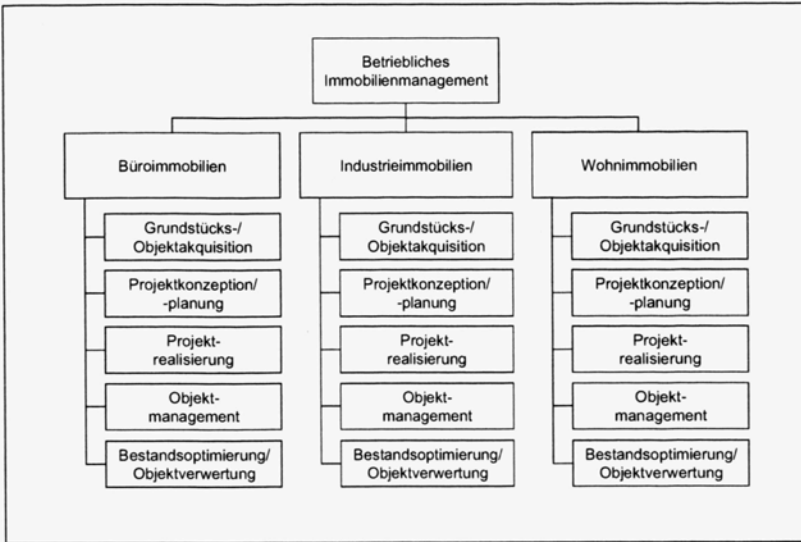 Betriebliches
Immobilienmanagement
Büroimmobilien
Industrieimmobilien
Wohnimmobilien
Grundstücks-/
Objektakquisition
Projektkonzeption/
-planung
Projekt-
realisierung
Objekt-
management
Bestandsoptimierung/
Objektverwertung
Grundstücks-/
Objektakquisition
Projektkonzeption/
-planung
Projekt-
realisierung
Objekt-
management
Bestandsoptimierung/
Objektverwertung
Grundstücks-/
Objektakquisition
Projektkonzeption/
-planung
Projekt-
realisierung
Objekt-
management
Bestandsoptimierung/
Objektverwertung